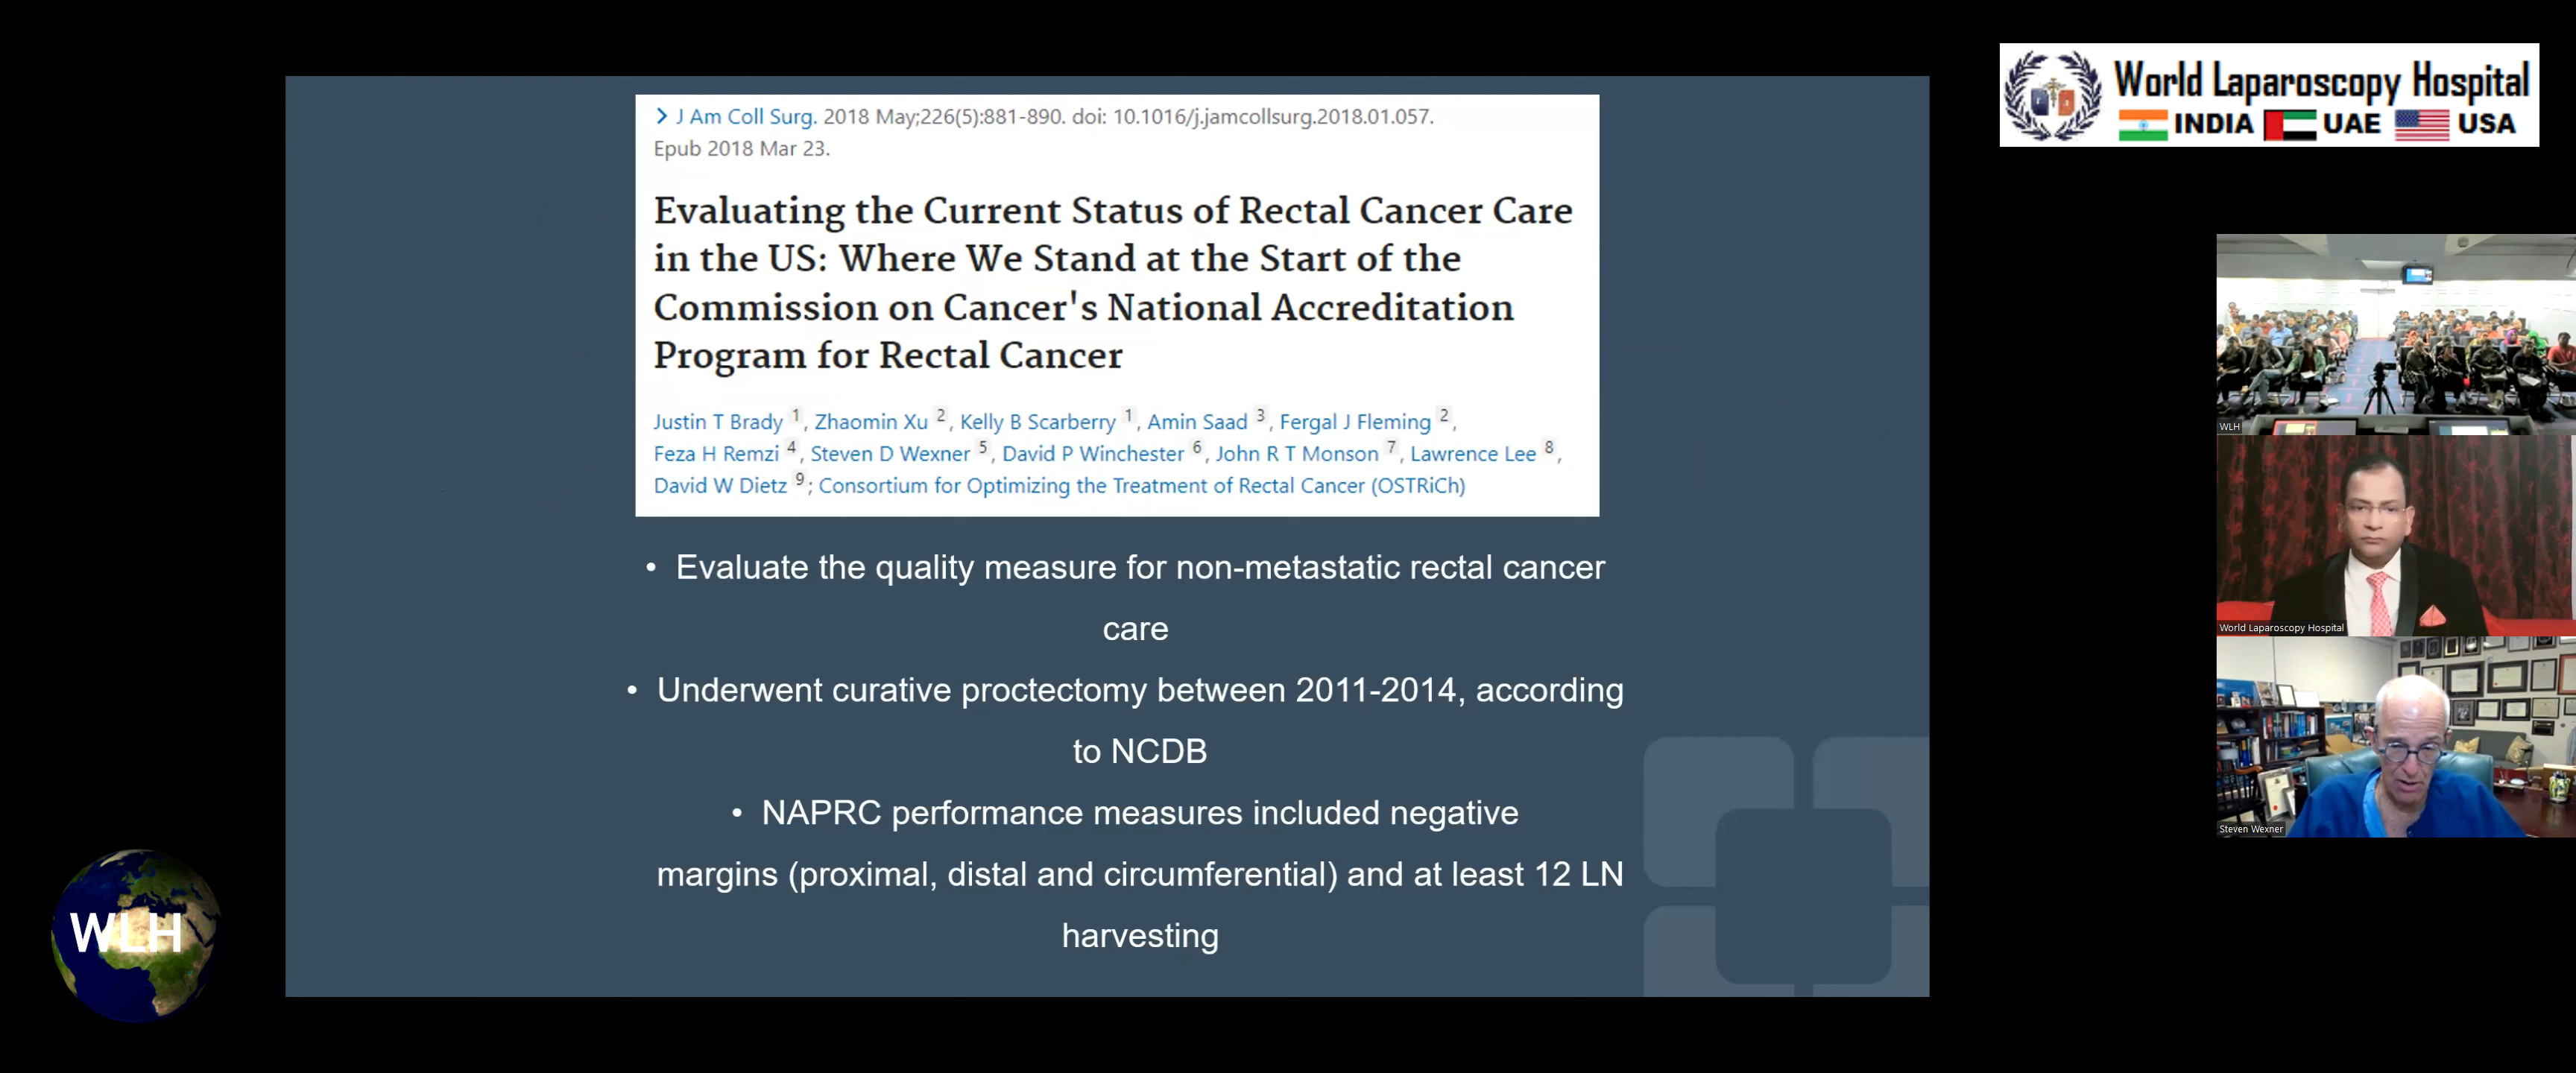 World Laparoscopy Hospital
INDIA UAE USA
> J Am Coll Surg. 2018 May;226(5):881-890. doi: 10.1016/j.jamcollsurg.2018.01.057.
Epub 2018 Mar 23.
Evaluating the Current Status of Rectal Cancer Care
in the US: Where We Stand at the Start of the
Commission on Cancer's National Accreditation
Program for Rectal Cancer
Justin T Brady 1, Zhaomin Xu 2, Kelly B Scarberry 1, Amin Saad 3, Fergal J Fleming 2,
Feza H Remzi 4, Steven D Wexner 5, David P Winchester 6, John R T Monson 7, Lawrence Lee 8,
David W Dietz 9; Consortium for Optimizing the Treatment of Rectal Cancer (OSTRiCh)
• Evaluate the quality measure for non-metastatic rectal cancer
care
• Underwent curative proctectomy between 2011-2014, according
to NCDB
• NAPRC performance measures included negative
margins (proximal, distal and circumferential) and at least 12 LN
harvesting
WLH
WLH
World Laparoscopy Hospital
Steven Wexner